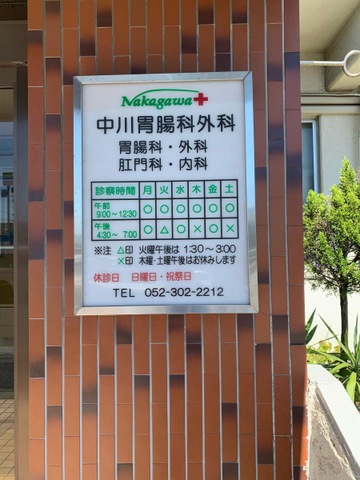 Nakagawa
中川胃腸科外科
胃腸科・外科
肛門科・内科
診察時間 月 火 水 木 金 土
午前 9:00～12:30 ○ ○ ○ ○ ○ ○
午後 4:30～7:00 ○ △ ○ × ○ ×
※注 △印 火曜午後は 1:30～3:00
×印 木曜・土曜午後はお休みします
休診日 日曜日・祝祭日
TEL 052-302-2212